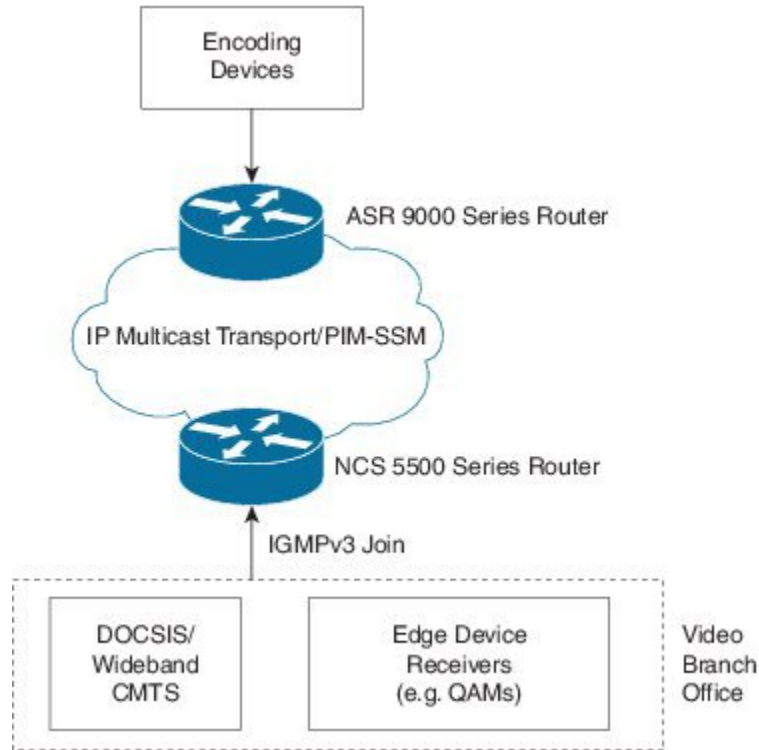 Encoding
Devices
ASR 9000 Series Router
IP Multicast Transport/PIM-SSM
NCS 5500 Series Router
IGMPv3 Join
DOCSIS/
Wideband
CMTS
Edge Device
Receivers
(e.g. QAMs)
Video
Branch
Office